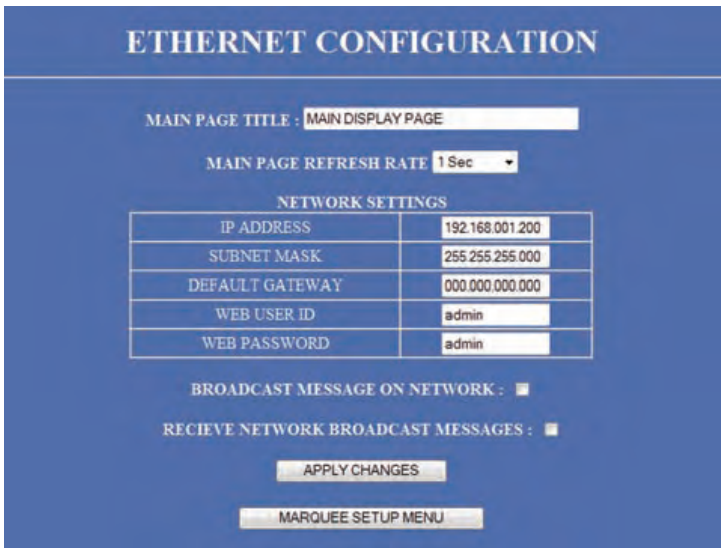 ETHERNET CONFIGURATION
MAIN PAGE TITLE : MAIN DISPLAY PAGE
MAIN PAGE REFRESH RATE 1 Sec
NETWORK SETTINGS
IP ADDRESS 192.168.001.200
SUBNET MASK 255.255.255.000
DEFAULT GATEWAY 000.000.000.000
WEB USER ID admin
WEB PASSWORD admin
BROADCAST MESSAGE ON NETWORK :
RECIEVE NETWORK BROADCAST MESSAGES :
APPLY CHANGES
MARQUEE SETUP MENU